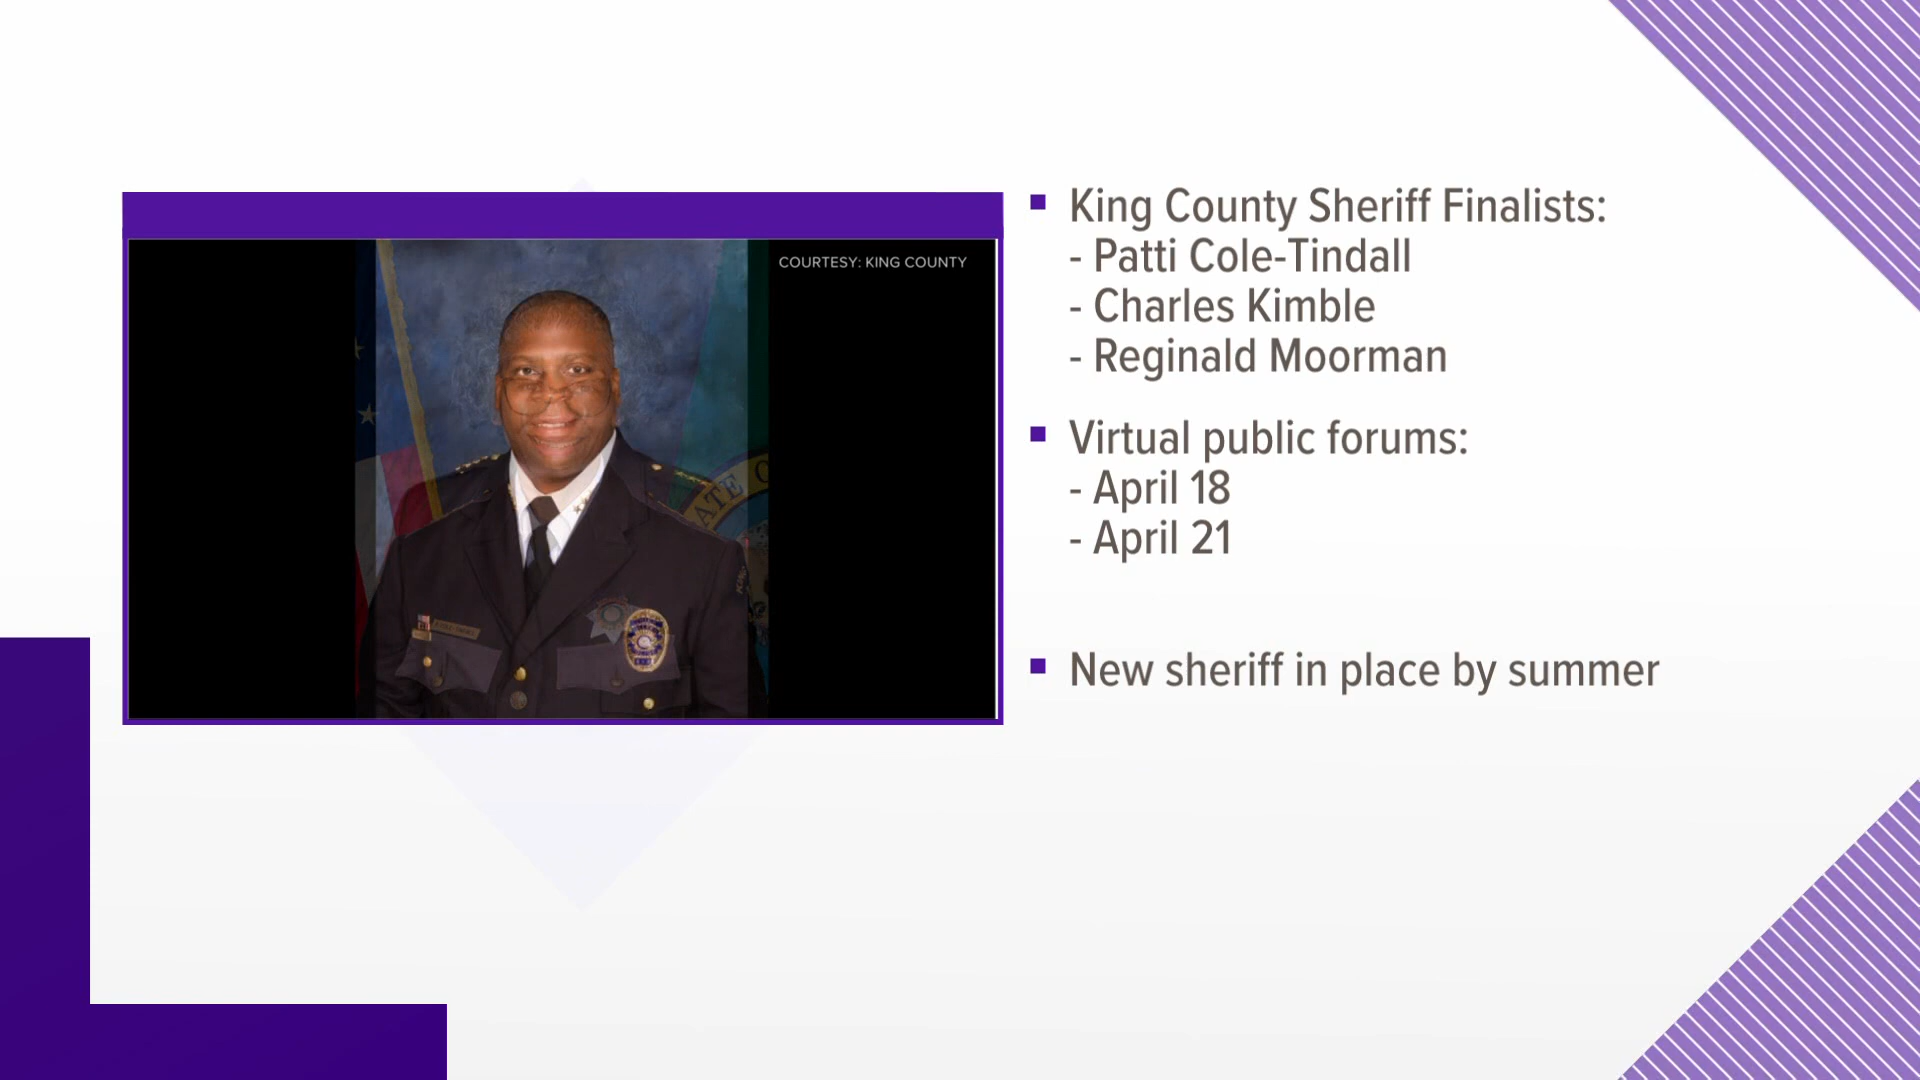 COURTESY: KING COUNTY
▪ King County Sheriff Finalists:
- Patti Cole-Tindall
- Charles Kimble
- Reginald Moorman
▪ Virtual public forums:
- April 18
- April 21
▪ New sheriff in place by summer
ATE O